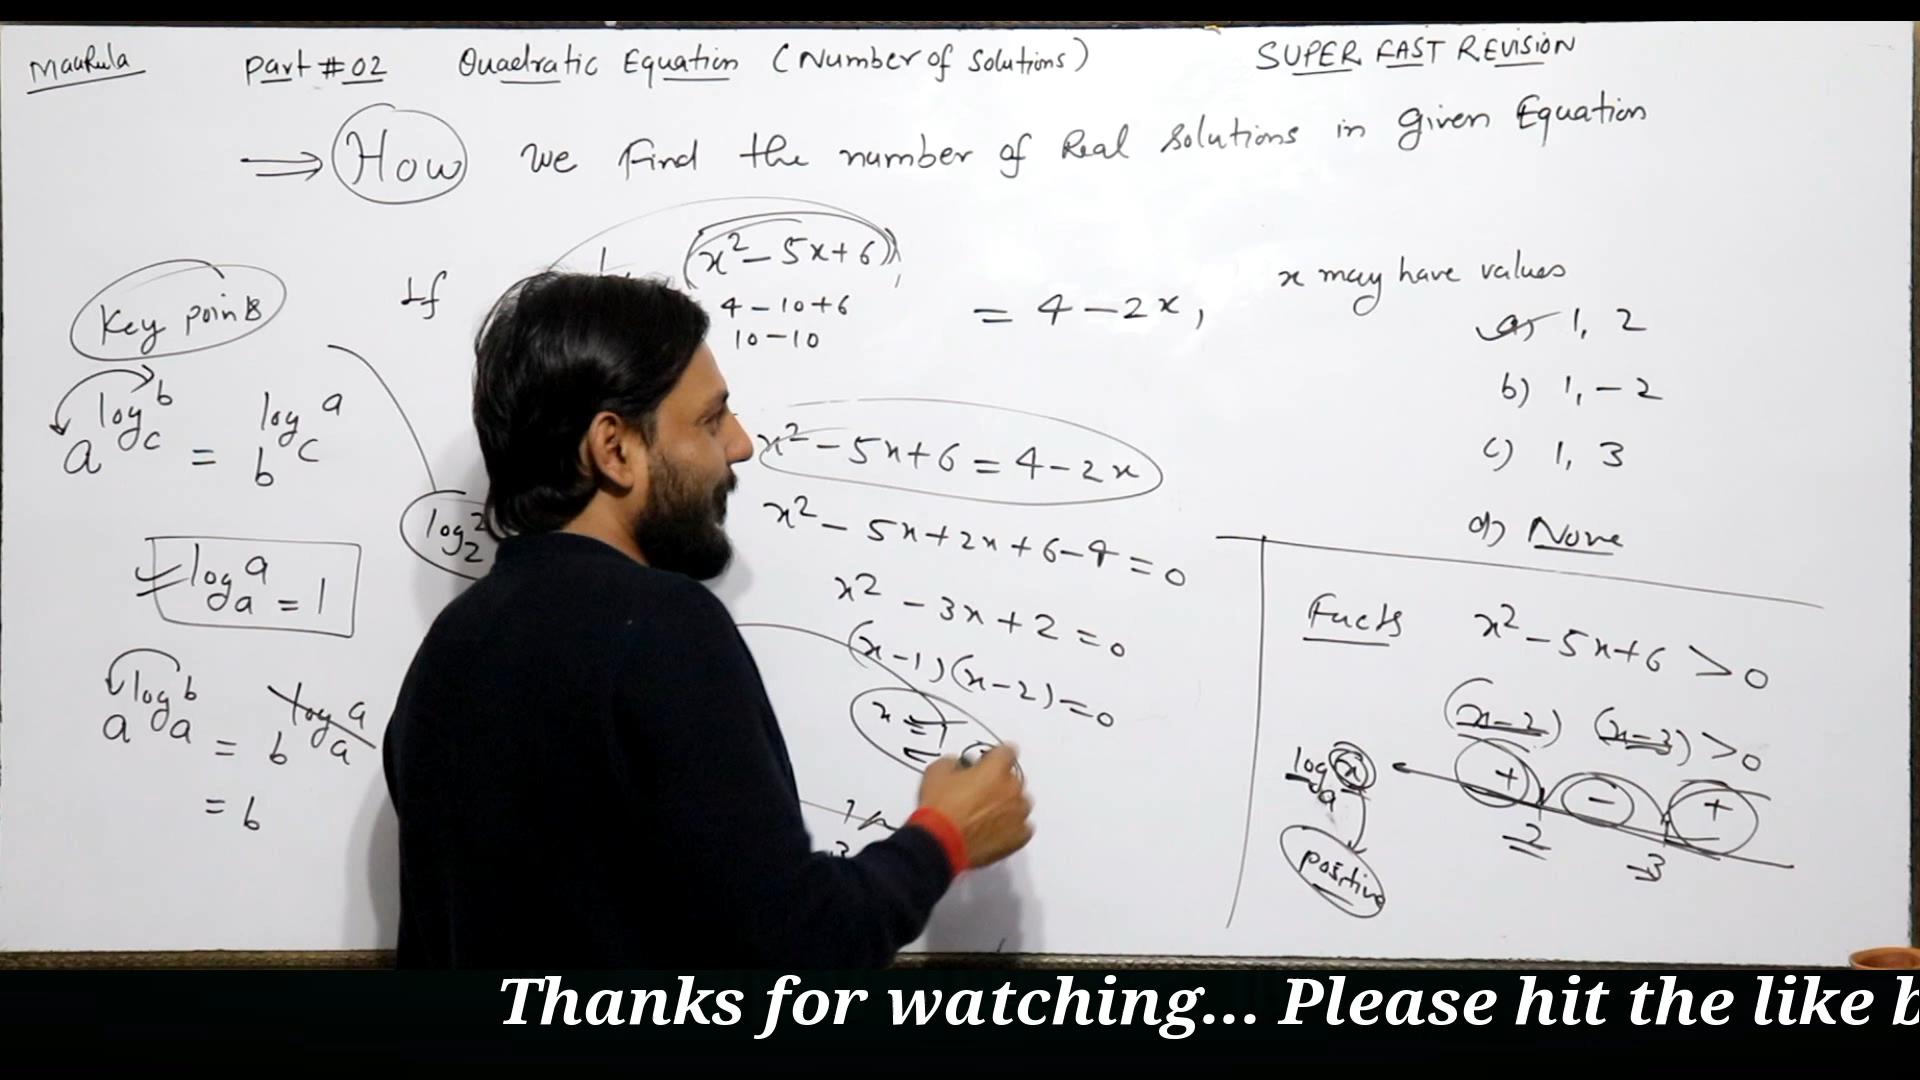 Part #02 Quadratic Equation (Number of Solutions) SUPER FAST REVISION
⇒ How we find the number of Real Solutions in given Equation
Key points
a^log_c b = b^log_c a
log_a a = 1
a^log_a b = b^log_a a
= b
log_2 2
If (x² - 5x + 6) = 4 - 2x,
4 - 10 + 6
10 - 10
x² - 5x + 6 = 4 - 2x
x² - 5x + 2x + 6 - 4 = 0
x² - 3x + 2 = 0
(x-1)(x-2) = 0
x = 1
x may have values
a) 1, 2
b) 1, -2
c) 1, 3
d) None
Facts x² - 5x + 6 > 0
(x-2) (x-3) > 0
log_a x
+ - +
2 3
positive
Thanks for watching... Please hit the like b